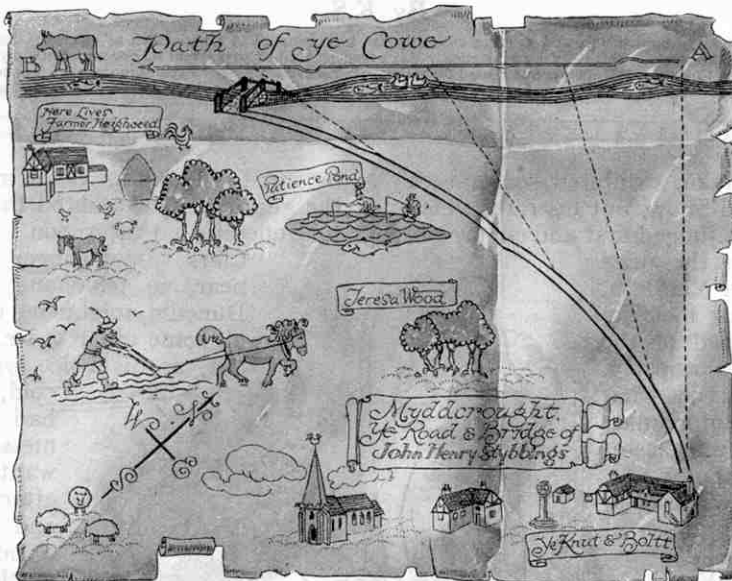 Path of ye Cowe
A
B
Here Lives
Farmer Heighoeed
Patience Pond
Teresa Wood
Myddcrought.
Ye Road & Bridge of
John Henry Stybbings
W N
S E
Ye Knut & Boltt